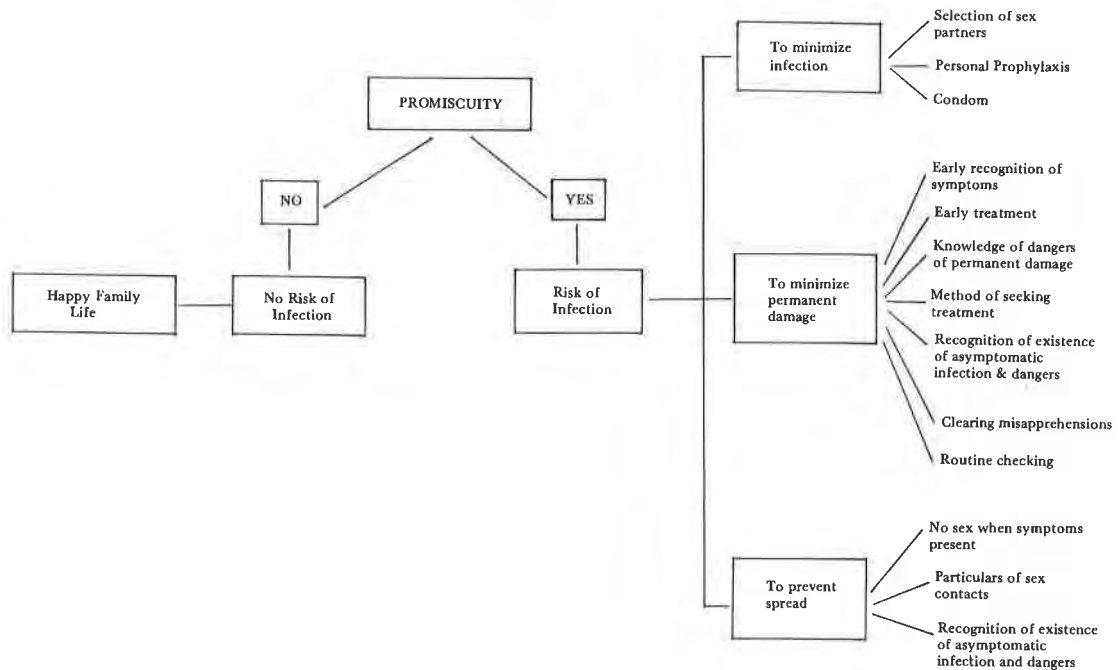 PROMISCUITY
NO
YES
Happy Family
Life
No Risk of
Infection
Risk of
Infection
To minimize
infection
Selection of sex
partners
Personal Prophylaxis
Condom
To minimize
permanent
damage
Early recognition of
symptoms
Early treatment
Knowledge of dangers
of permanent damage
Method of seeking
treatment
Recognition of existence
of asymptomatic
infection & dangers
Clearing misapprehensions
Routine checking
To prevent
spread
No sex when symptoms
present
Particulars of sex
contacts
Recognition of existence
of asymptomatic
infection and dangers